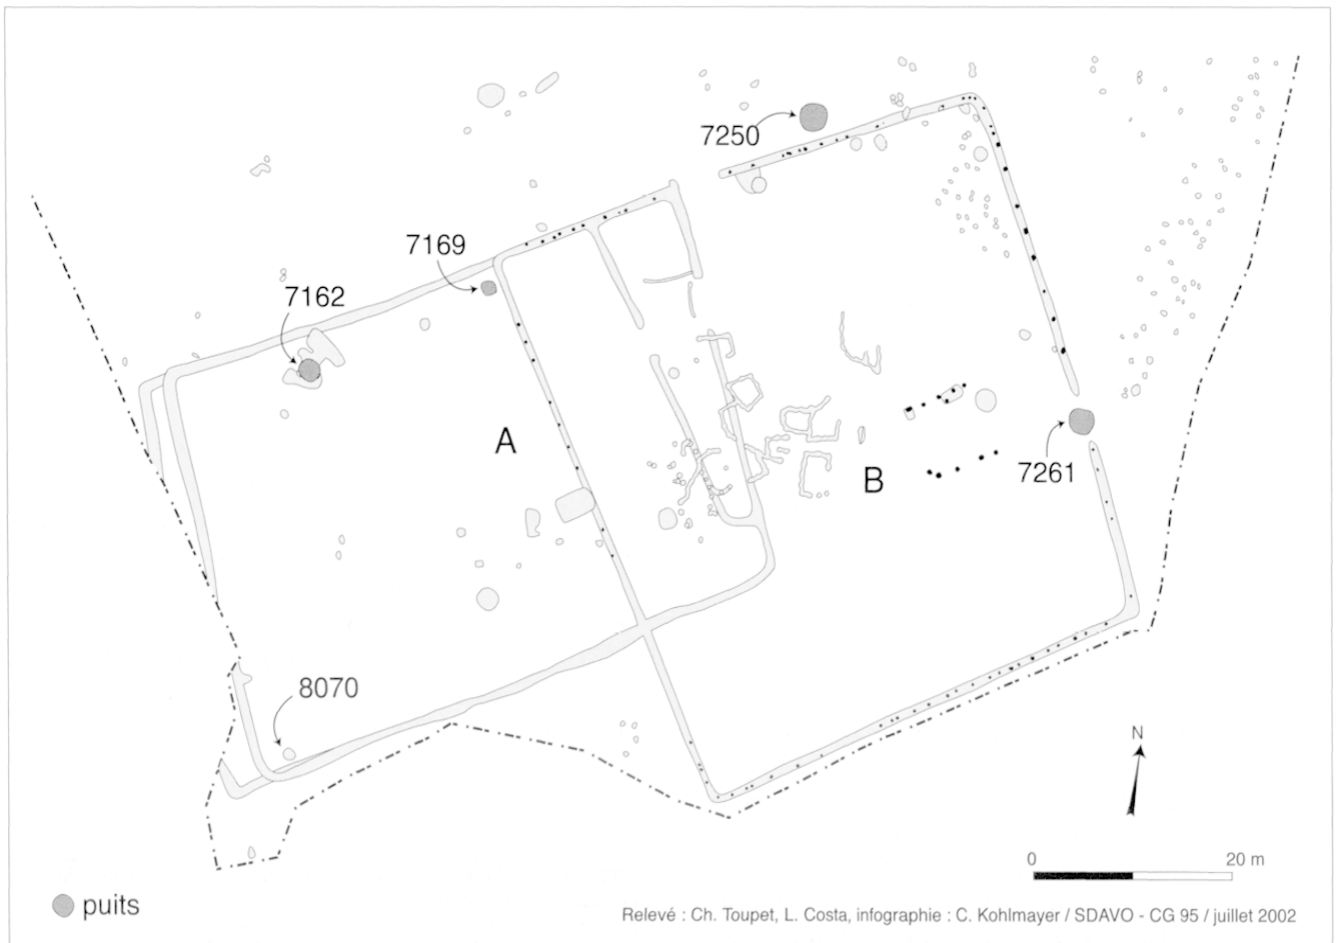 7250
7169
7162
A
B
7261
8070
N
0 20 m
puits
Relevé : Ch. Toupet, L. Costa, infographie : C. Kohlmayer / SDAVO - CG 95 / juillet 2002